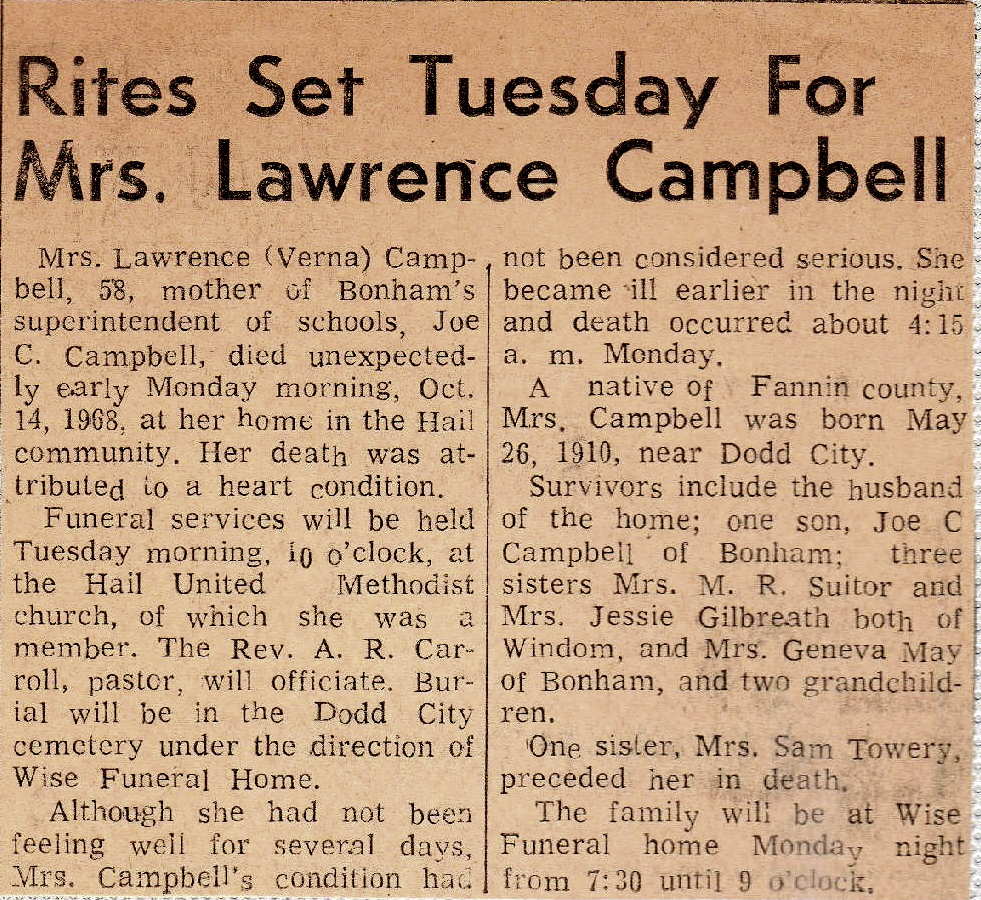 Rites Set Tuesday For
Mrs. Lawrence Campbell
Mrs. Lawrence (Verna) Camp-
bell, 58, mother of Bonham's
superintendent of schools, Joe
C. Campbell, died unexpected-
ly early Monday morning, Oct.
14, 1968, at her home in the Hail
community. Her death was at-
tributed to a heart condition.
Funeral services will be held
Tuesday morning, 10 o'clock, at
the Hail United Methodist
church, of which she was a
member. The Rev. A. R. Car-
roll, pastor, will officiate. Bur-
ial will be in the Dodd City
cemetery under the direction of
Wise Funeral Home.
Although she had not been
feeling well for several days,
Mrs. Campbell's condition had
not been considered serious. She
became ill earlier in the night
and death occurred about 4:15
a. m. Monday.
A native of Fannin county,
Mrs. Campbell was born May
26, 1910, near Dodd City.
Survivors include the husband
of the home; one son, Joe C
Campbell of Bonham; three
sisters Mrs. M. R. Suitor and
Mrs. Jessie Gilbreath both of
Windom, and Mrs. Geneva May
of Bonham, and two grandchild-
ren.
One sister, Mrs. Sam Towery,
preceded her in death.
The family will be at Wise
Funeral home Monday night
from 7:30 until 9 o'clock.